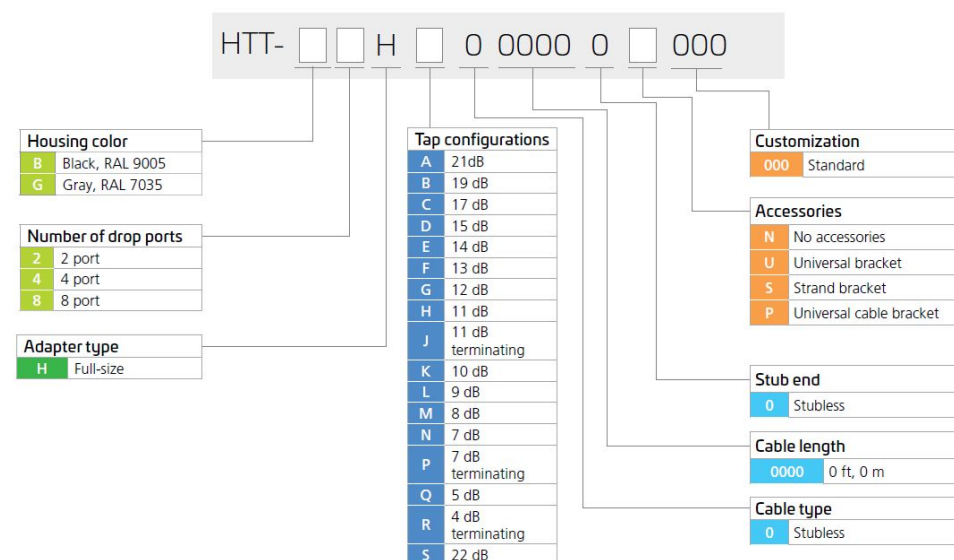 HTT- H 0 0000 0 000
Housing color
B Black, RAL 9005
G Gray, RAL 7035
Number of drop ports
2 2 port
4 4 port
8 8 port
Adapter type
H Full-size
Tap configurations
A 21dB
B 19 dB
C 17 dB
D 15 dB
E 14 dB
F 13 dB
G 12 dB
H 11 dB
J 11 dB
terminating
K 10 dB
L 9 dB
M 8 dB
N 7 dB
P 7 dB
terminating
Q 5 dB
R 4 dB
terminating
S 22 dB
Customization
000 Standard
Accessories
N No accessories
U Universal bracket
S Strand bracket
P Universal cable bracket
Stub end
0 Stubless
Cable length
0000 0 ft, 0 m
Cable type
0 Stubless